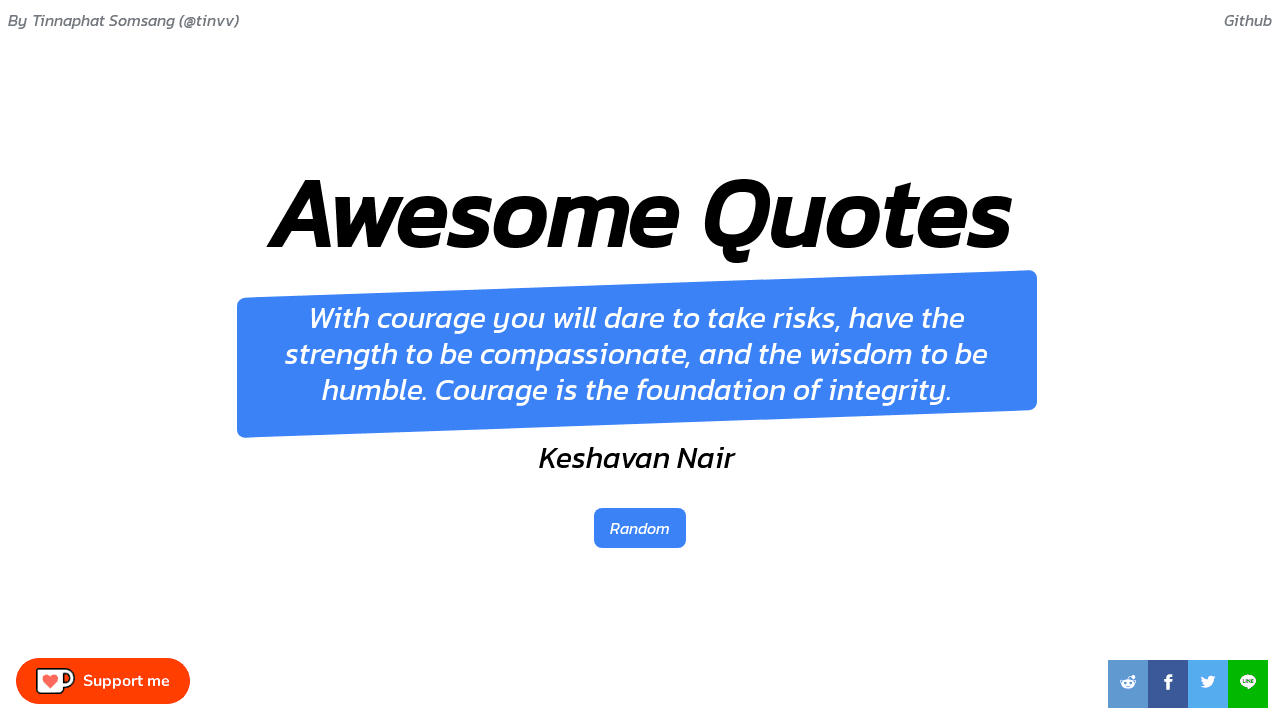 By Tinnaphat Somsang (@tinvv)
Github
Awesome Quotes
With courage you will dare to take risks, have the
strength to be compassionate, and the wisdom to be
humble. Courage is the foundation of integrity.
Keshavan Nair
Random
Support me
LINE